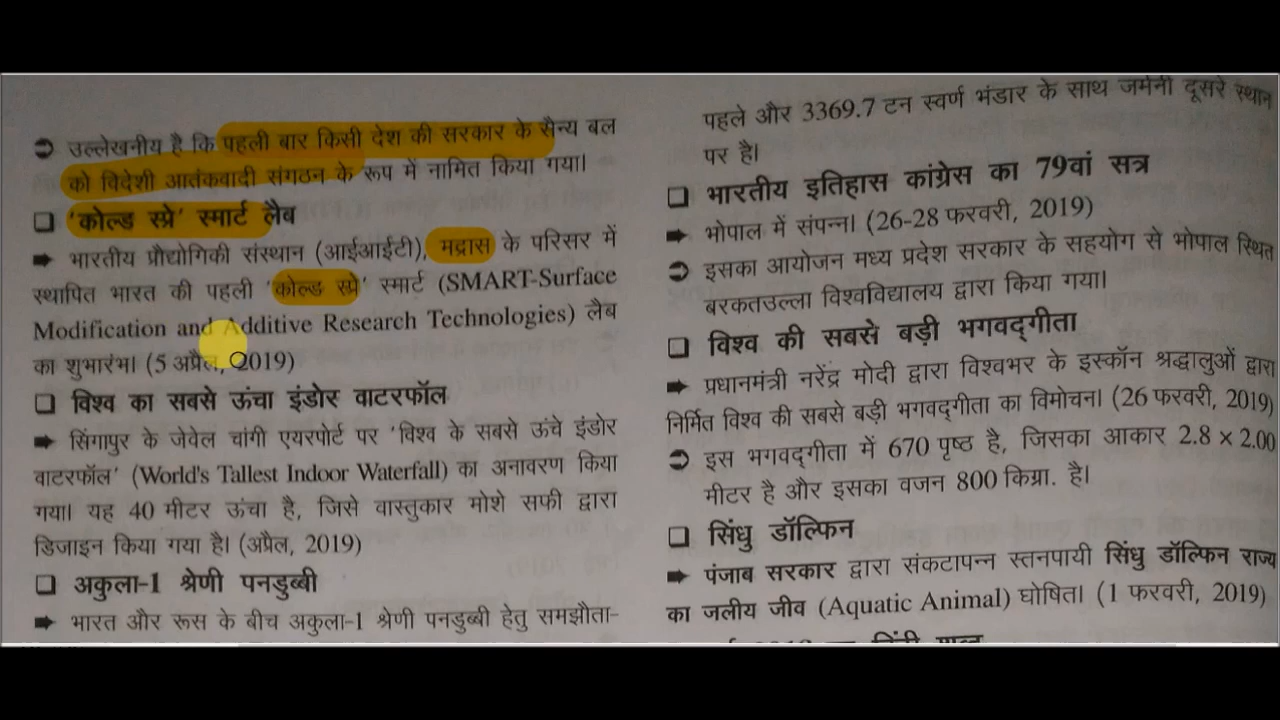 ➲ उल्लेखनीय है कि पहली बार किसी देश की सरकार के सैन्य बल
को विदेशी आतंकवादी संगठन के रूप में नामित किया गया।
❑ 'कोल्ड स्प्रे' स्मार्ट लैब
➡ भारतीय प्रौद्योगिकी संस्थान (आईआईटी), मद्रास के परिसर में
स्थापित भारत की पहली 'कोल्ड स्प्रे' स्मार्ट (SMART-Surface
Modification and Additive Research Technologies) लैब
का शुभारंभ। (5 अप्रैल, 2019)
❑ विश्व का सबसे ऊंचा इंडोर वाटरफॉल
➡ सिंगापुर के जेवेल चांगी एयरपोर्ट पर 'विश्व के सबसे ऊंचे इंडोर
वाटरफॉल' (World's Tallest Indoor Waterfall) का अनावरण किया
गया। यह 40 मीटर ऊंचा है, जिसे वास्तुकार मोशे सफी द्वारा
डिजाइन किया गया है। (अप्रैल, 2019)
❑ अकुला-1 श्रेणी पनडुब्बी
➡ भारत और रूस के बीच अकुला-1 श्रेणी पनडुब्बी हेतु समझौता-
पहले और 3369.7 टन स्वर्ण भंडार के साथ जर्मनी दूसरे स्थान
पर है।
❑ भारतीय इतिहास कांग्रेस का 79वां सत्र
➡ भोपाल में संपन्न। (26-28 फरवरी, 2019)
➲ इसका आयोजन मध्य प्रदेश सरकार के सहयोग से भोपाल स्थित
बरकतउल्ला विश्वविद्यालय द्वारा किया गया।
❑ विश्व की सबसे बड़ी भगवद्गीता
➡ प्रधानमंत्री नरेंद्र मोदी द्वारा विश्वभर के इस्कॉन श्रद्धालुओं द्वारा
निर्मित विश्व की सबसे बड़ी भगवद्गीता का विमोचन। (26 फरवरी, 2019)
➲ इस भगवद्गीता में 670 पृष्ठ है, जिसका आकार 2.8 × 2.00
मीटर है और इसका वजन 800 किग्रा. है।
❑ सिंधु डॉल्फिन
➡ पंजाब सरकार द्वारा संकटापन्न स्तनपायी सिंधु डॉल्फिन राज्य
का जलीय जीव (Aquatic Animal) घोषित। (1 फरवरी, 2019)